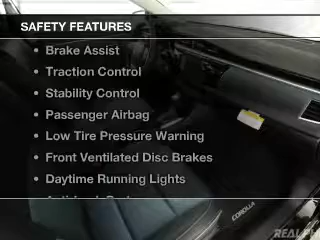 SAFETY FEATURES
• Brake Assist
• Traction Control
• Stability Control
• Passenger Airbag
• Low Tire Pressure Warning
• Front Ventilated Disc Brakes
• Daytime Running Lights
COROLLA